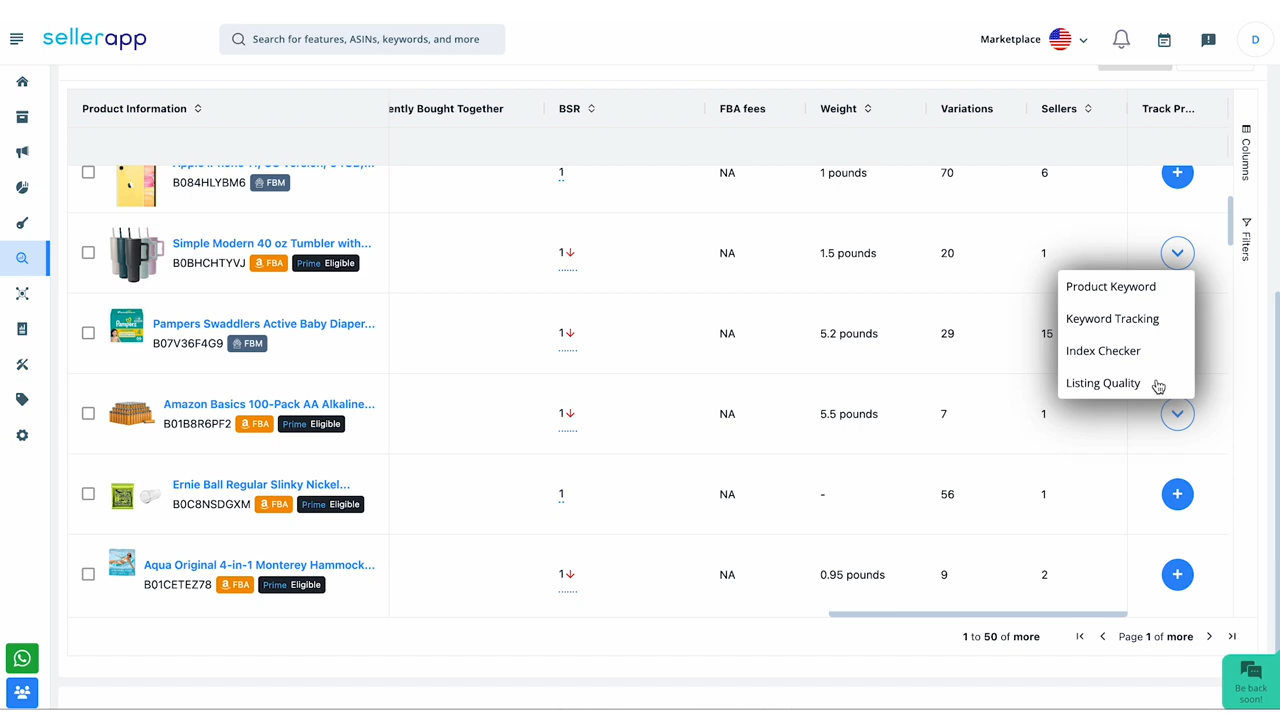 sellerapp
Search for features, ASINs, keywords, and more
Marketplace
D
Product Information
ently Bought Together
BSR
FBA fees
Weight
Variations
Sellers
Track Pr...
Columns
Filters
B084HLYBM6 FBM
1
NA
1 pounds
70
6
Simple Modern 40 oz Tumbler with...
B0BHCHTYVJ FBA Prime Eligible
1
NA
1.5 pounds
20
1
Product Keyword
Keyword Tracking
Index Checker
Listing Quality
Pampers Swaddlers Active Baby Diaper...
B07V36F4G9 FBM
1
NA
5.2 pounds
29
15
Amazon Basics 100-Pack AA Alkaline...
B01B8R6PF2 FBA Prime Eligible
1
NA
5.5 pounds
7
1
Ernie Ball Regular Slinky Nickel...
B0C8NSDGXM FBA Prime Eligible
1
NA
-
56
1
Aqua Original 4-in-1 Monterey Hammock...
B01CETEZ78 FBA Prime Eligible
1
NA
0.95 pounds
9
2
1 to 50 of more
Page 1 of more
Be back
soon!